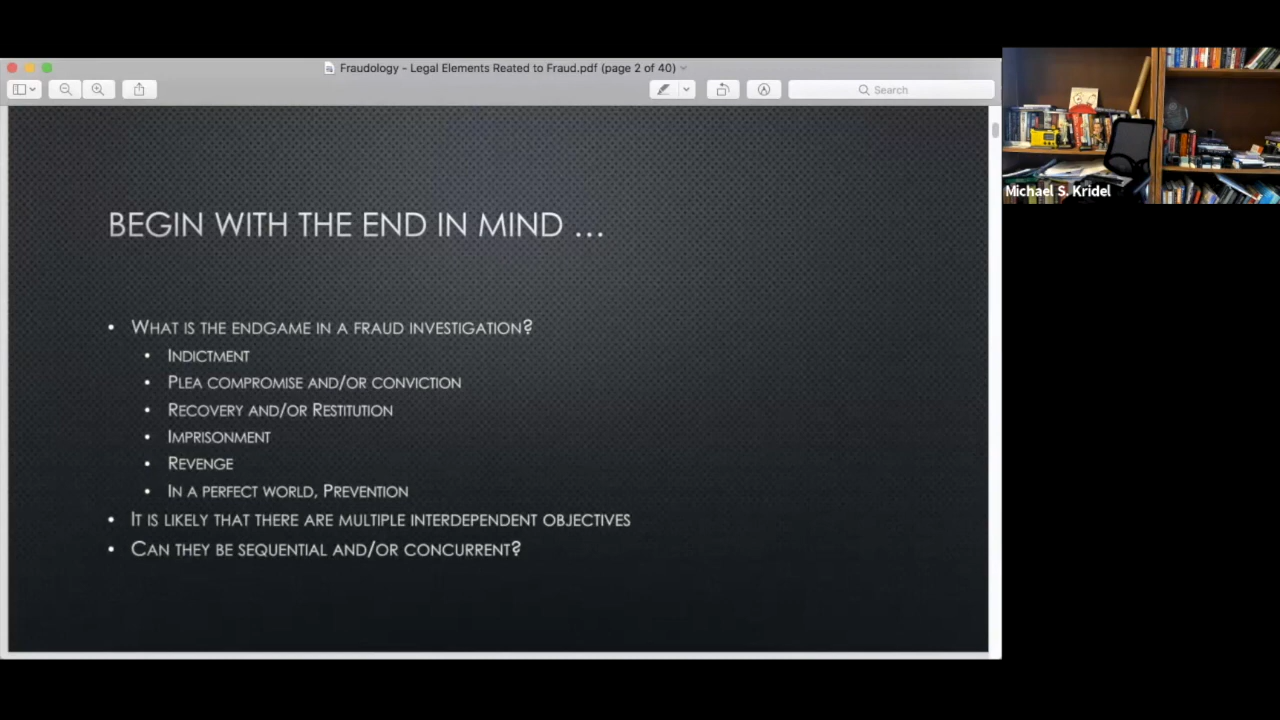 Fraudology - Legal Elements Reated to Fraud.pdf (page 2 of 40)
Search
Michael S. Kridel
BEGIN WITH THE END IN MIND …
• WHAT IS THE ENDGAME IN A FRAUD INVESTIGATION?
• INDICTMENT
• PLEA COMPROMISE AND/OR CONVICTION
• RECOVERY AND/OR RESTITUTION
• IMPRISONMENT
• REVENGE
• IN A PERFECT WORLD, PREVENTION
• IT IS LIKELY THAT THERE ARE MULTIPLE INTERDEPENDENT OBJECTIVES
• CAN THEY BE SEQUENTIAL AND/OR CONCURRENT?